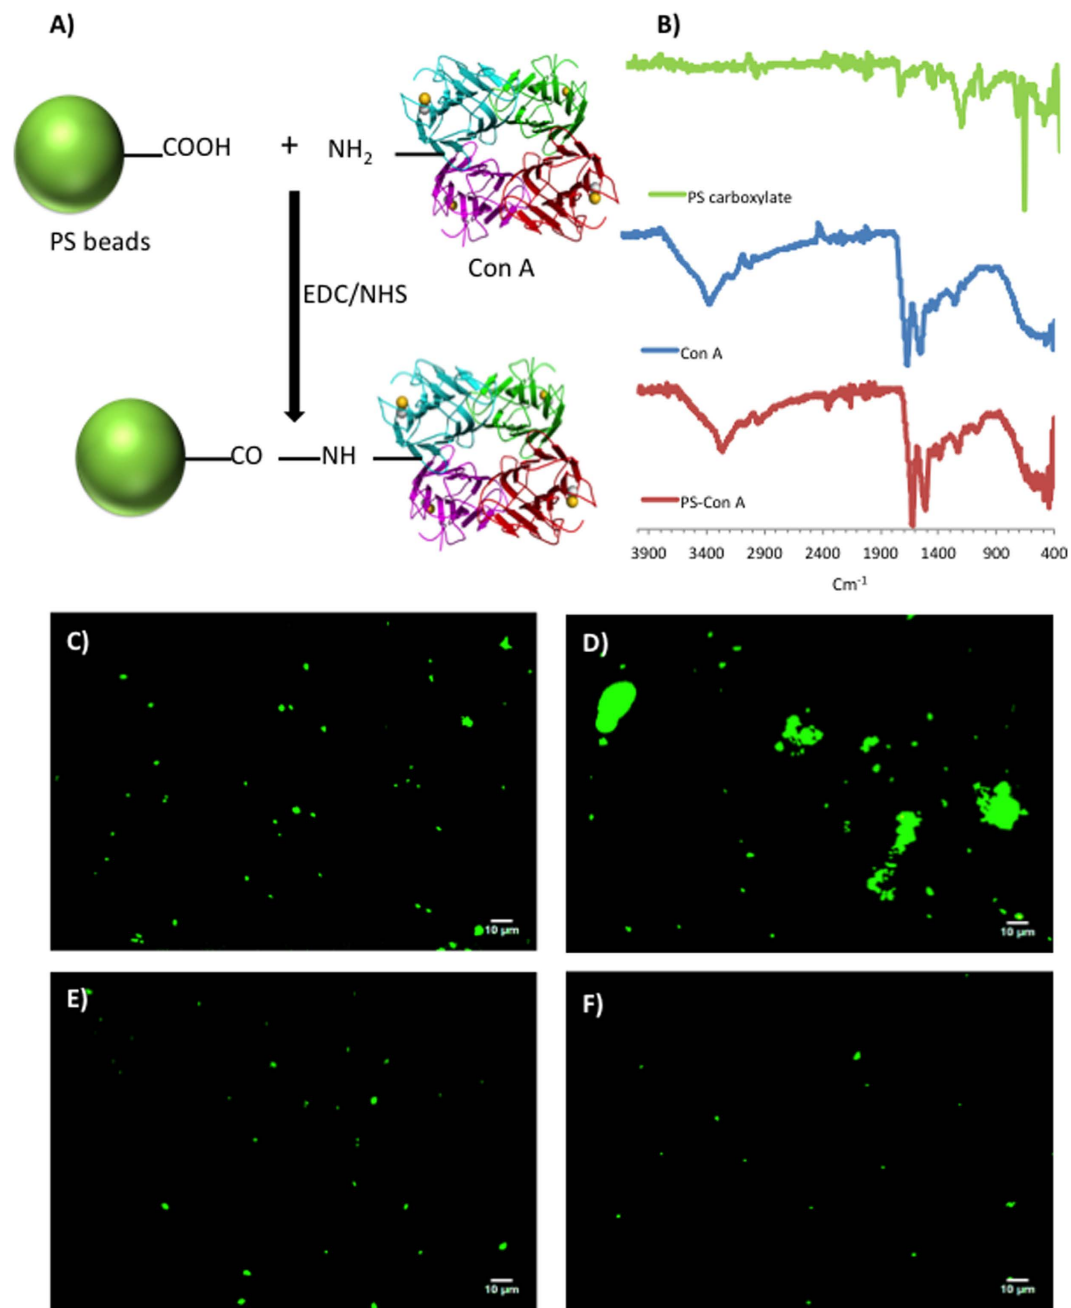 A)
COOH
+
NH2
PS beads
Con A
EDC/NHS
CO
NH
B)
PS carboxylate
Con A
PS-Con A
3900 3400 2900 2400 1900 1400 900 400
Cm-1
C)
10 µm
D)
10 µm
E)
10 µm
F)
10 µm